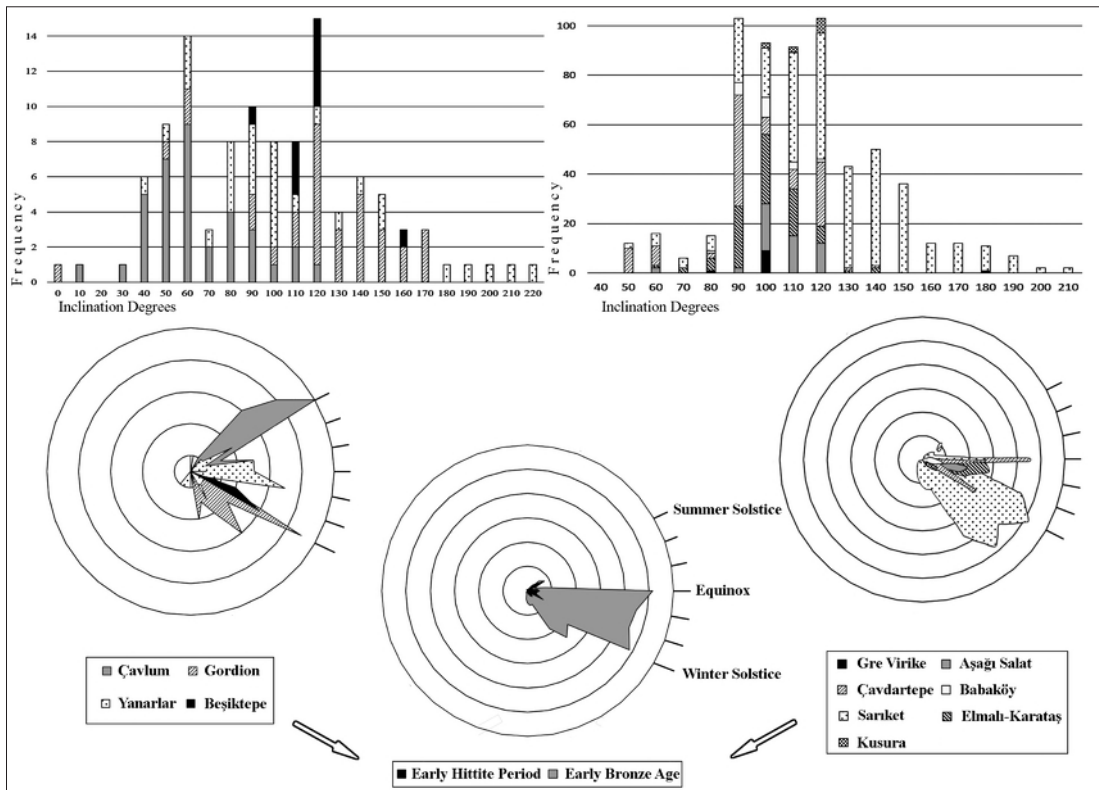 14
12
10
8
6
4
2
0
Frequency
0 10 20 30 40 50 60 70 80 90 100 110 120 130 140 150 160 170 180 190 200 210 220
Inclination Degrees
100
80
60
40
20
0
Frequency
40 50 60 70 80 90 100 110 120 130 140 150 160 170 180 190 200 210
Inclination Degrees
Summer Solstice
Equinox
Winter Solstice
Çavlum Gordion
Yanarlar Beşiktepe
Gre Virike Aşağı Salat
Çavdartepe Babaköy
Sarıket Elmalı-Karataş
Kusura
Early Hittite Period Early Bronze Age